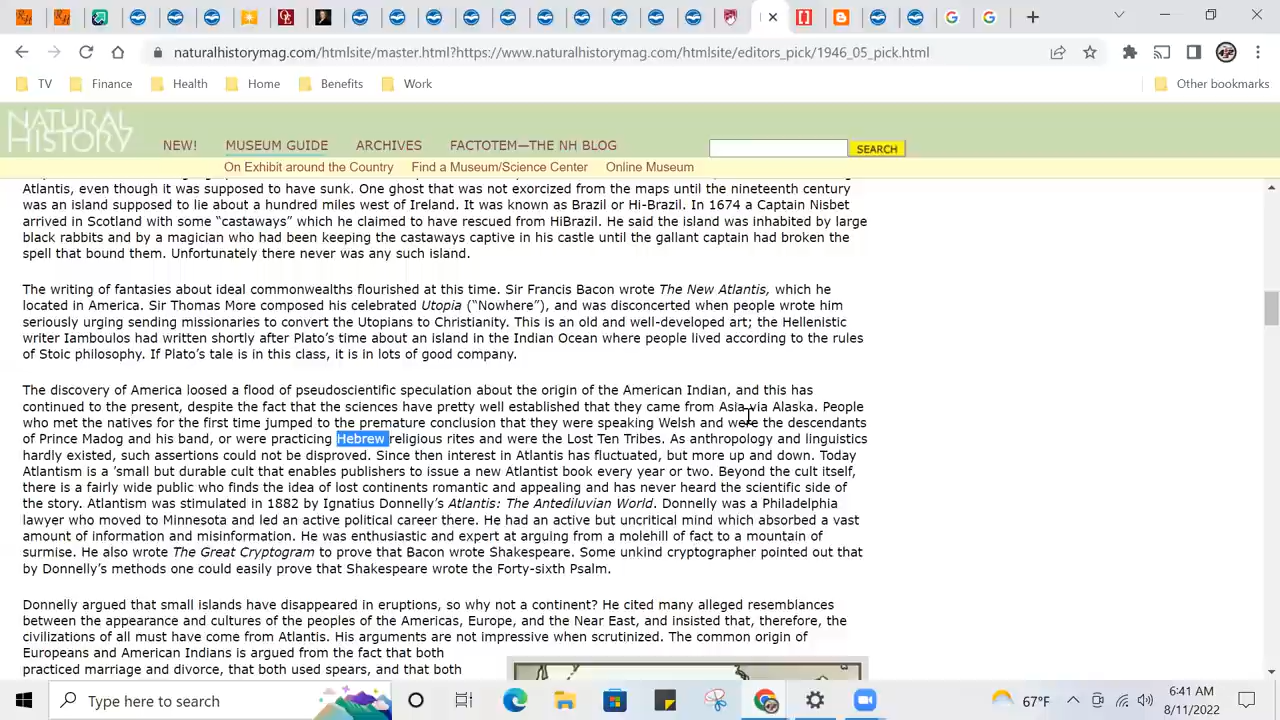 naturalhistorymag.com/htmlsite/master.html?https://www.naturalhistorymag.com/htmlsite/editors_pick/1946_05_pick.html
TV Finance Health Home Benefits Work Other bookmarks
NATURAL
HISTORY
NEW! MUSEUM GUIDE ARCHIVES FACTOTEM—THE NH BLOG SEARCH
On Exhibit around the Country Find a Museum/Science Center Online Museum
Atlantis, even though it was supposed to have sunk. One ghost that was not exorcized from the maps until the nineteenth century
was an island supposed to lie about a hundred miles west of Ireland. It was known as Brazil or Hi-Brazil. In 1674 a Captain Nisbet
arrived in Scotland with some “castaways” which he claimed to have rescued from HiBrazil. He said the island was inhabited by large
black rabbits and by a magician who had been keeping the castaways captive in his castle until the gallant captain had broken the
spell that bound them. Unfortunately there never was any such island.
The writing of fantasies about ideal commonwealths flourished at this time. Sir Francis Bacon wrote The New Atlantis, which he
located in America. Sir Thomas More composed his celebrated Utopia (“Nowhere”), and was disconcerted when people wrote him
seriously urging sending missionaries to convert the Utopians to Christianity. This is an old and well-developed art; the Hellenistic
writer Iamboulos had written shortly after Plato’s time about an island in the Indian Ocean where people lived according to the rules
of Stoic philosophy. If Plato’s tale is in this class, it is in lots of good company.
The discovery of America loosed a flood of pseudoscientific speculation about the origin of the American Indian, and this has
continued to the present, despite the fact that the sciences have pretty well established that they came from Asia via Alaska. People
who met the natives for the first time jumped to the premature conclusion that they were speaking Welsh and were the descendants
of Prince Madog and his band, or were practicing Hebrew religious rites and were the Lost Ten Tribes. As anthropology and linguistics
hardly existed, such assertions could not be disproved. Since then interest in Atlantis has fluctuated, but more up and down. Today
Atlantism is a ’small but durable cult that enables publishers to issue a new Atlantist book every year or two. Beyond the cult itself,
there is a fairly wide public who finds the idea of lost continents romantic and appealing and has never heard the scientific side of
the story. Atlantism was stimulated in 1882 by Ignatius Donnelly’s Atlantis: The Antediluvian World. Donnelly was a Philadelphia
lawyer who moved to Minnesota and led an active political career there. He had an active but uncritical mind which absorbed a vast
amount of information and misinformation. He was enthusiastic and expert at arguing from a molehill of fact to a mountain of
surmise. He also wrote The Great Cryptogram to prove that Bacon wrote Shakespeare. Some unkind cryptographer pointed out that
by Donnelly’s methods one could easily prove that Shakespeare wrote the Forty-sixth Psalm.
Donnelly argued that small islands have disappeared in eruptions, so why not a continent? He cited many alleged resemblances
between the appearance and cultures of the peoples of the Americas, Europe, and the Near East, and insisted that, therefore, the
civilizations of all must have come from Atlantis. His arguments are not impressive when scrutinized. The common origin of
Europeans and American Indians is argued from the fact that both
practiced marriage and divorce, that both used spears, and that both
Type here to search 67°F 6:41 AM
8/11/2022